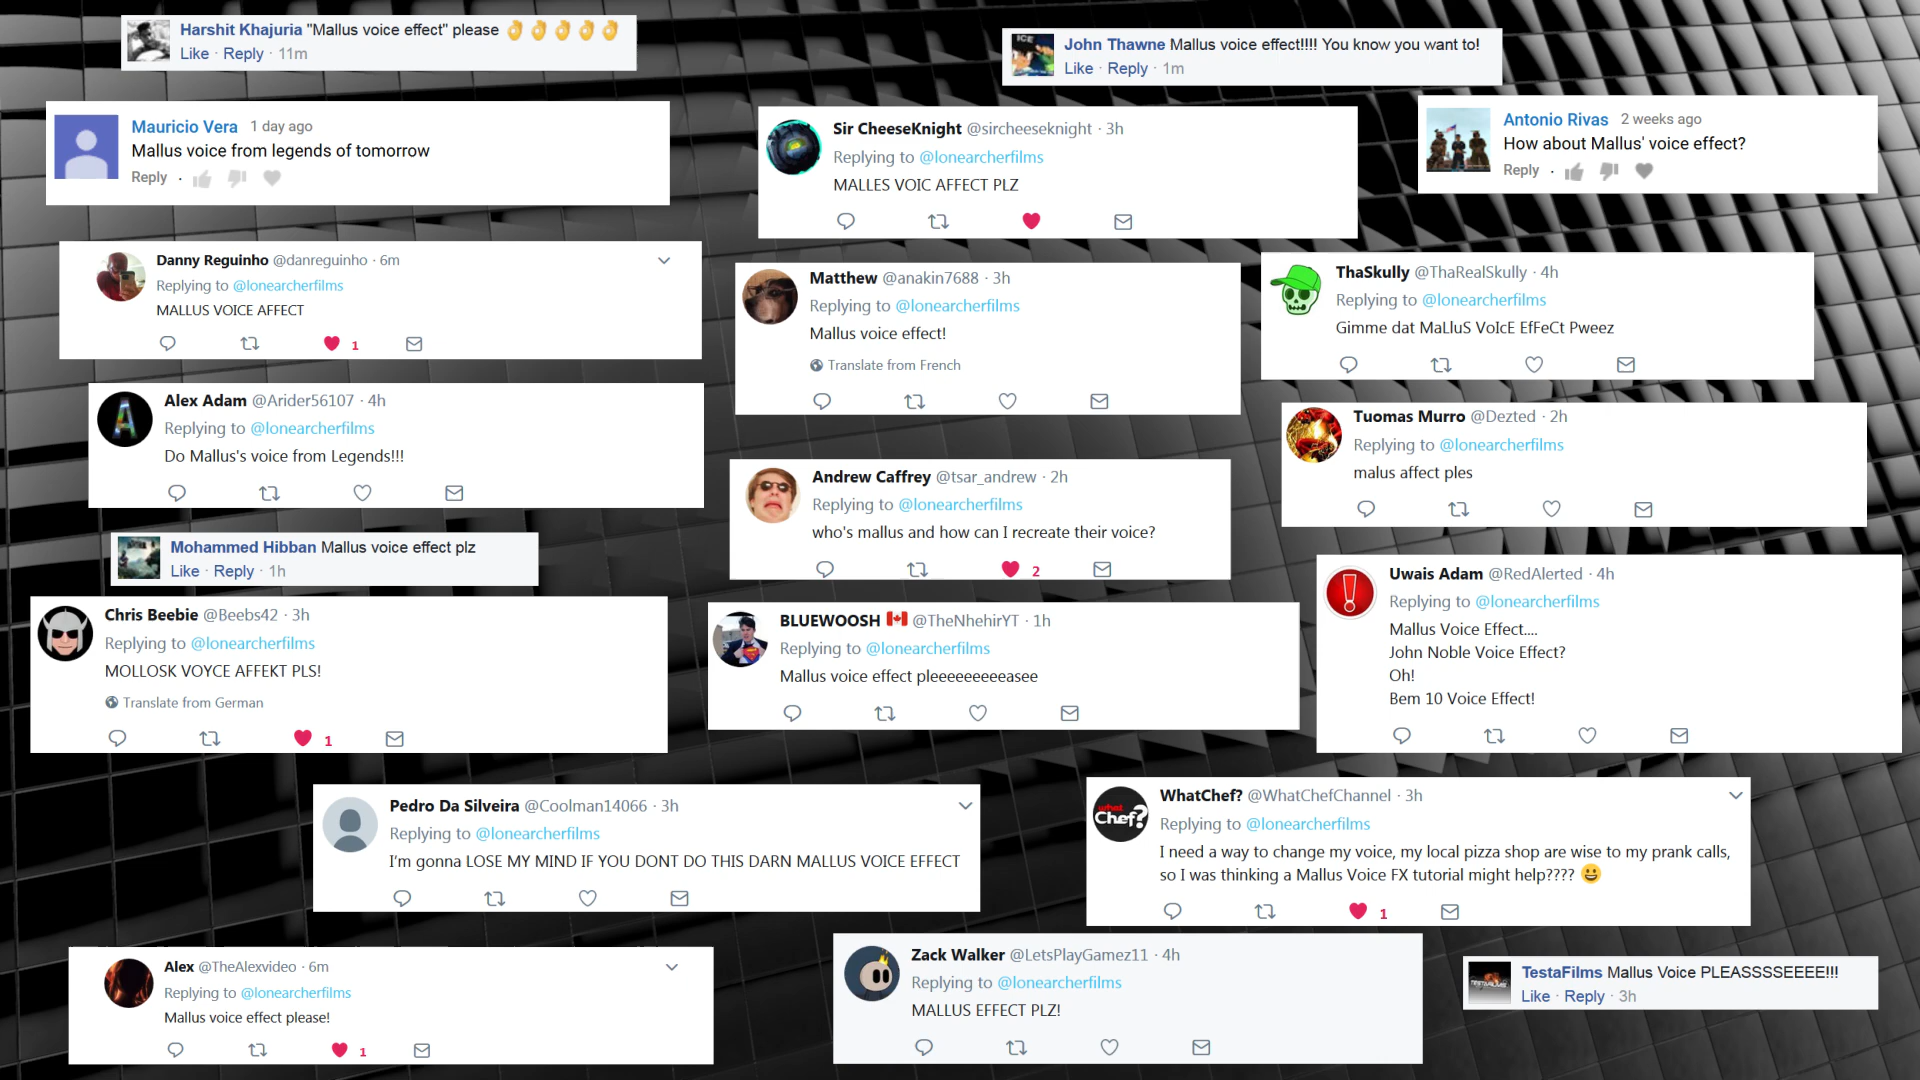 Harshit Khajuria "Mallus voice effect" please 👌👌👌👌👌
Like · Reply · 11m
John Thawne Mallus voice effect!!!! You know you want to!
Like · Reply · 1m
Mauricio Vera 1 day ago
Mallus voice from legends of tomorrow
Reply ·
Sir CheeseKnight @sircheeseknight · 3h
Replying to @lonearcherfilms
MALLES VOIC AFFECT PLZ
Antonio Rivas 2 weeks ago
How about Mallus' voice effect?
Reply ·
Danny Reguinho @danreguinho · 6m
Replying to @lonearcherfilms
MALLUS VOICE AFFECT
1
Matthew @anakin7688 · 3h
Replying to @lonearcherfilms
Mallus voice effect!
Translate from French
ThaSkully @ThaRealSkully · 4h
Replying to @lonearcherfilms
Gimme dat MaLluS VoIcE EfFeCt Pweez
Alex Adam @Arider56107 · 4h
Replying to @lonearcherfilms
Do Mallus's voice from Legends!!!
Andrew Caffrey @tsar_andrew · 2h
Replying to @lonearcherfilms
who's mallus and how can I recreate their voice?
2
Tuomas Murro @Dezted · 2h
Replying to @lonearcherfilms
malus affect ples
Mohammed Hibban Mallus voice effect plz
Like · Reply · 1h
Chris Beebie @Beebs42 · 3h
Replying to @lonearcherfilms
MOLLOSK VOYCE AFFEKT PLS!
Translate from German
1
BLUEWOOSH 🇨🇦 @TheNhehirYT · 1h
Replying to @lonearcherfilms
Mallus voice effect pleeeeeeeeeasee
Uwais Adam @RedAlerted · 4h
Replying to @lonearcherfilms
Mallus Voice Effect....
John Noble Voice Effect?
Oh!
Bem 10 Voice Effect!
Pedro Da Silveira @Coolman14066 · 3h
Replying to @lonearcherfilms
I'm gonna LOSE MY MIND IF YOU DONT DO THIS DARN MALLUS VOICE EFFECT
what
Chef?
WhatChef? @WhatChefChannel · 3h
Replying to @lonearcherfilms
I need a way to change my voice, my local pizza shop are wise to my prank calls,
so I was thinking a Mallus Voice FX tutorial might help???? 😀
1
Alex @TheAlexvideo · 6m
Replying to @lonearcherfilms
Mallus voice effect please!
1
Zack Walker @LetsPlayGamez11 · 4h
Replying to @lonearcherfilms
MALLUS EFFECT PLZ!
TestaFilms Mallus Voice PLEASSSSEEEE!!!
Like · Reply · 3h